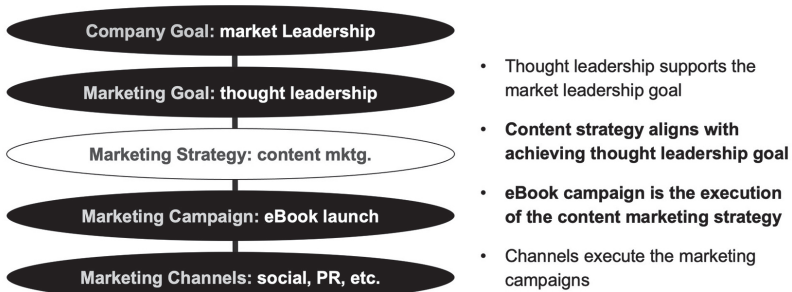 Company Goal: market Leadership
Marketing Goal: thought leadership
Marketing Strategy: content mktg.
Marketing Campaign: eBook launch
Marketing Channels: social, PR, etc.
• Thought leadership supports the
market leadership goal
• Content strategy aligns with
achieving thought leadership goal
• eBook campaign is the execution
of the content marketing strategy
• Channels execute the marketing
campaigns